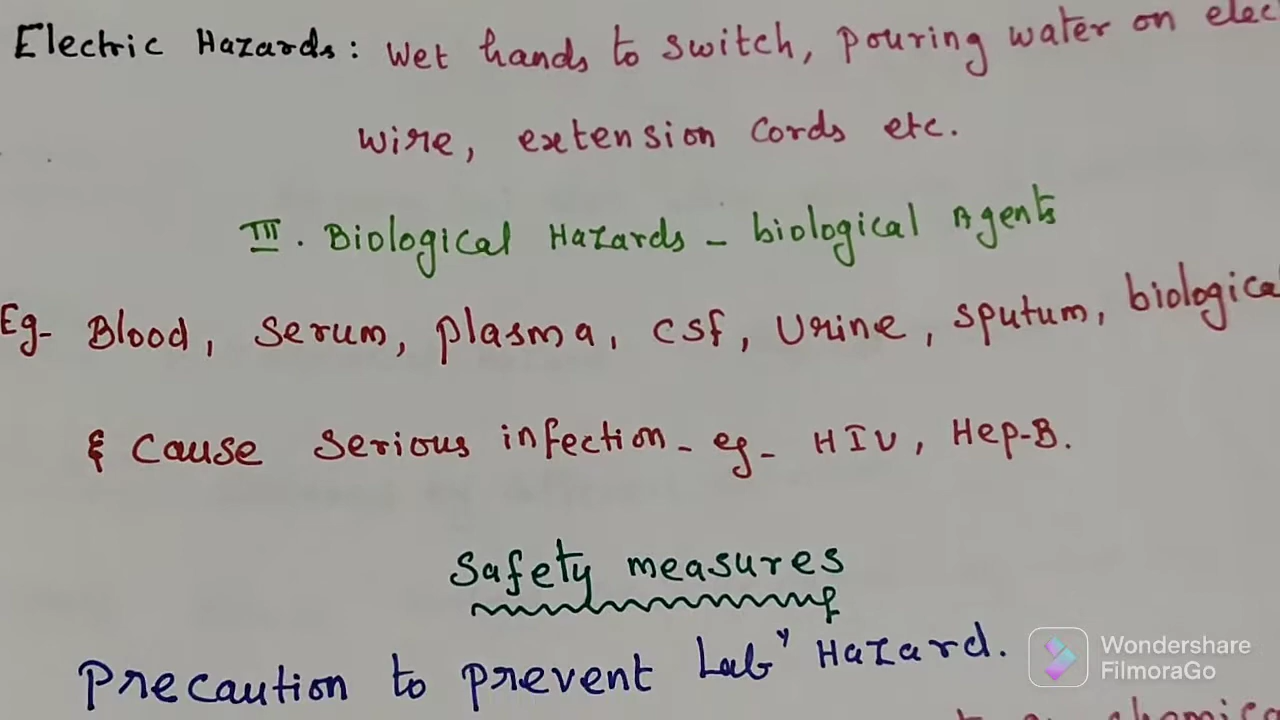 Electric Hazards: Wet hands to switch, pouring water on elec
wire, extension cords etc.
III. Biological Hazards - biological Agents
Eg- Blood, serum, plasma, csf, Urine, sputum, biological
& cause serious infection - eg- HIV, Hep-B.
Safety measures
Precaution to prevent Laby Hazard.
Wondershare
FilmoraGo